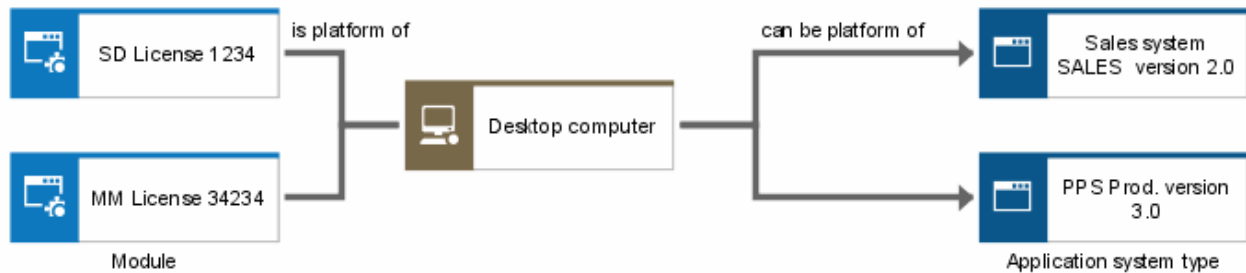 SD License 1234
is platform of
can be platform of
Sales system
SALES version 2.0
Desktop computer
MM License 34234
PPS Prod. version
3.0
Module
Application system type